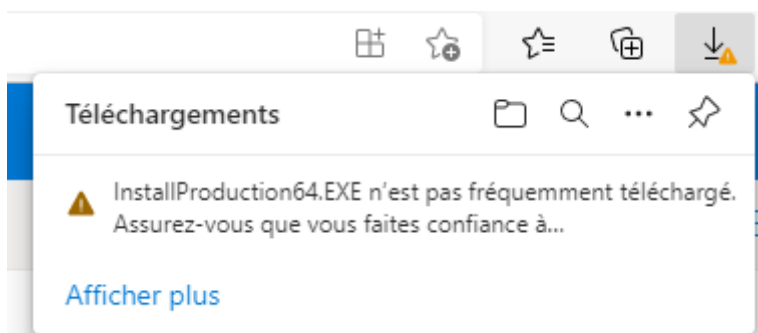 Téléchargements
InstallProduction64.EXE n'est pas fréquemment téléchargé.
Assurez-vous que vous faites confiance à...
Afficher plus